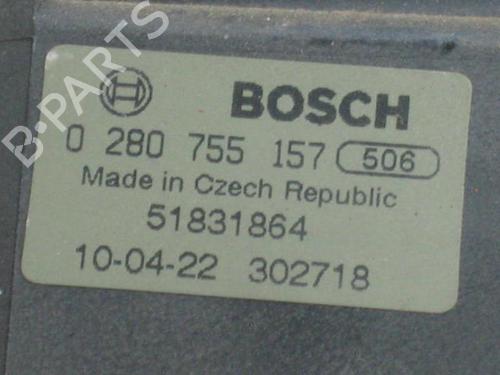 BOSCH
0 280 755 157 506
Made in Czech Republic
51831864
10-04-22 302718
B-PARTS